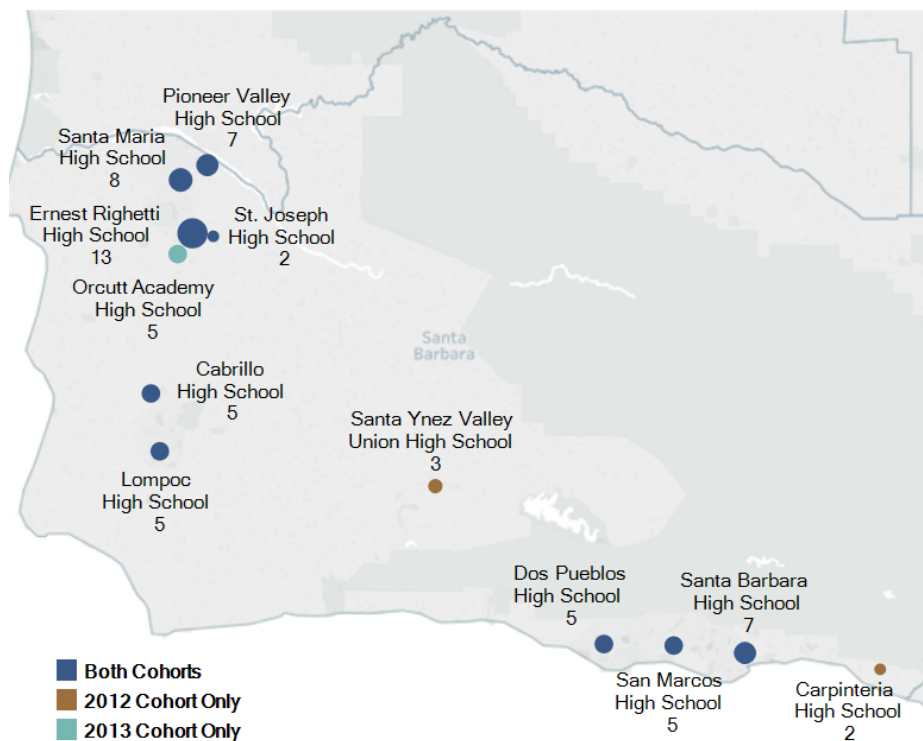 Pioneer Valley
High School
7
Santa Maria
High School
8
Ernest Righetti
High School
13
St. Joseph
High School
2
Orcutt Academy
High School
5
Santa
Barbara
Cabrillo
High School
5
Santa Ynez Valley
Union High School
3
Lompoc
High School
5
Dos Pueblos
High School
5
Santa Barbara
High School
7
San Marcos
High School
5
Carpinteria
High School
2
Both Cohorts
2012 Cohort Only
2013 Cohort Only